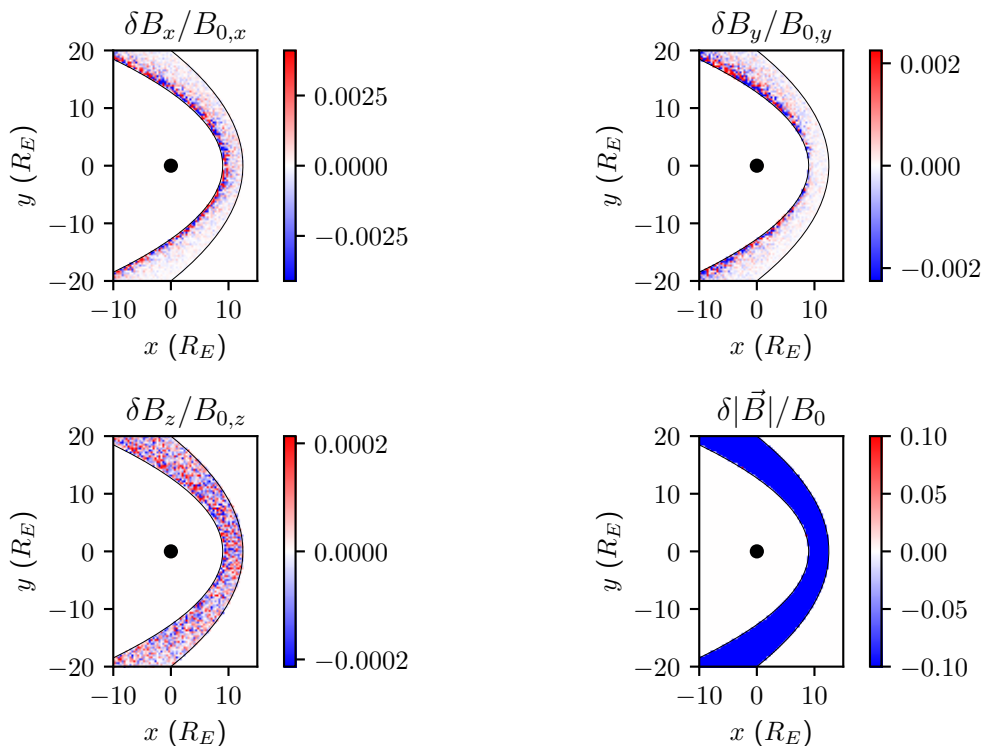 δB_x/B_{0,x}
20
10
0
−10
−20
y (R_E)
−10 0 10
x (R_E)
0.0025
0.0000
−0.0025
δB_y/B_{0,y}
20
10
0
−10
−20
y (R_E)
−10 0 10
x (R_E)
0.002
0.000
−0.002
δB_z/B_{0,z}
20
10
0
−10
−20
y (R_E)
−10 0 10
x (R_E)
0.0002
0.0000
−0.0002
δ|\vec{B}|/B_0
20
10
0
−10
−20
y (R_E)
−10 0 10
x (R_E)
0.10
0.05
0.00
−0.05
−0.10